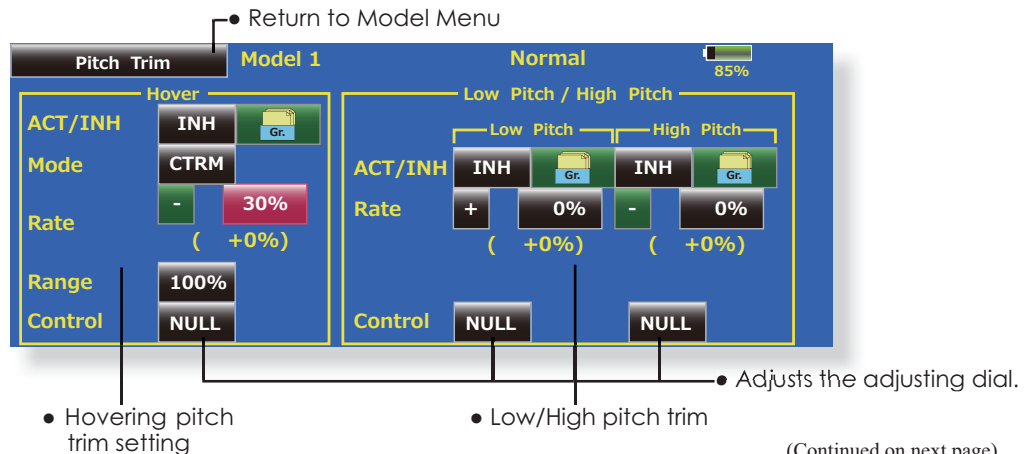 ● Return to Model Menu
Pitch Trim Model 1 Normal 85%
Hover
ACT/INH INH Gr.
Mode CTRM
Rate - 30%
( +0%)
Range 100%
Control NULL
Low Pitch / High Pitch
Low Pitch High Pitch
ACT/INH INH Gr. INH Gr.
Rate + 0% - 0%
( +0%) ( +0%)
Control NULL NULL
● Adjusts the adjusting dial.
● Hovering pitch
trim setting
● Low/High pitch trim
(Continued on next page)